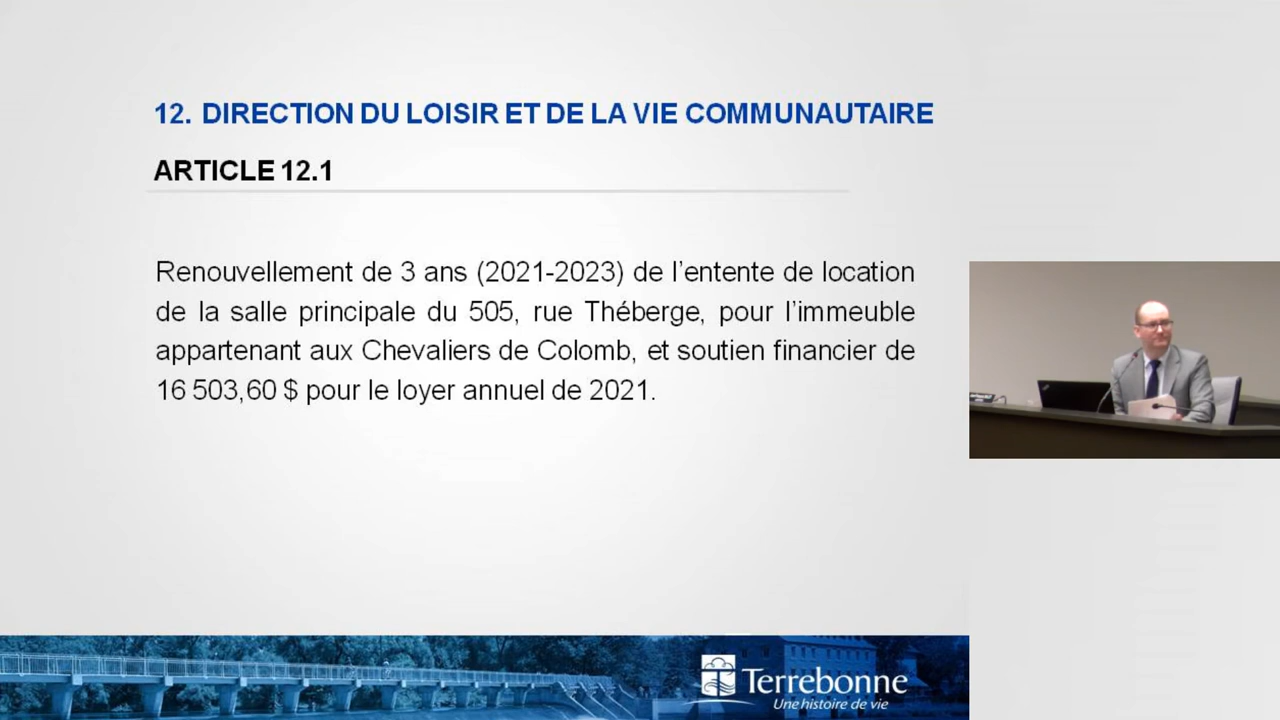 12. DIRECTION DU LOISIR ET DE LA VIE COMMUNAUTAIRE
ARTICLE 12.1
Renouvellement de 3 ans (2021-2023) de l’entente de location
de la salle principale du 505, rue Théberge, pour l’immeuble
appartenant aux Chevaliers de Colomb, et soutien financier de
16 503,60 $ pour le loyer annuel de 2021.
Terrebonne
Une histoire de vie